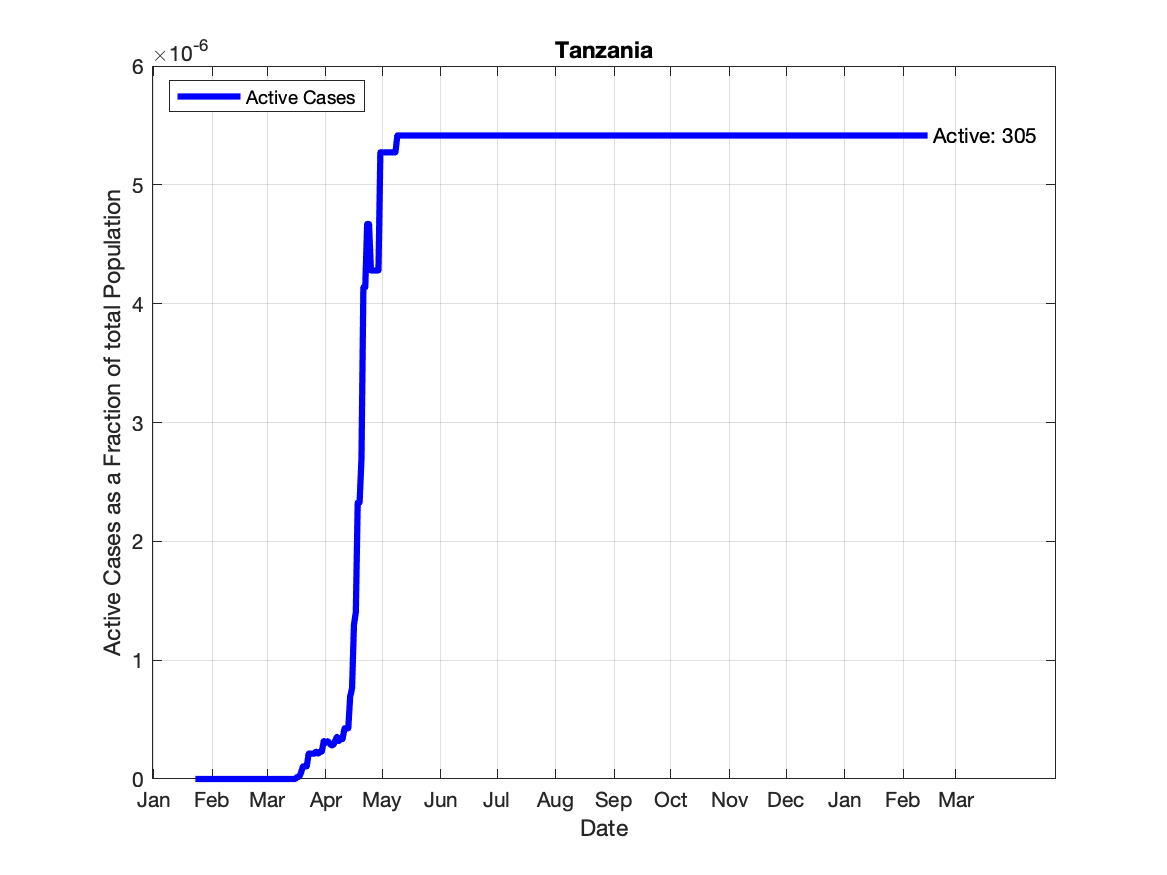 Tanzania
×10-6
Active Cases
Active: 305
Active Cases as a Fraction of total Population
6
5
4
3
2
1
0
Jan Feb Mar Apr May Jun Jul Aug Sep Oct Nov Dec Jan Feb Mar
Date